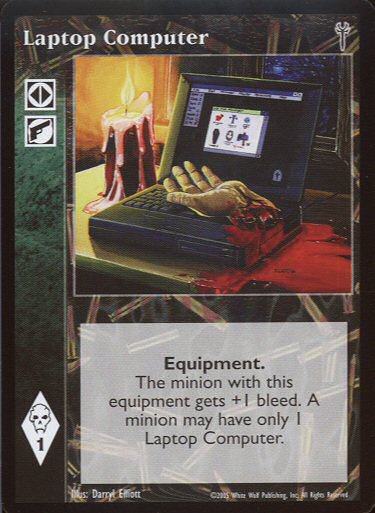 Laptop Computer
Equipment.
The minion with this
equipment gets +1 bleed. A
minion may have only 1
Laptop Computer.
1
Illus: Darryl Elliott
©2005 White Wolf Publishing, Inc. All Rights Reserved